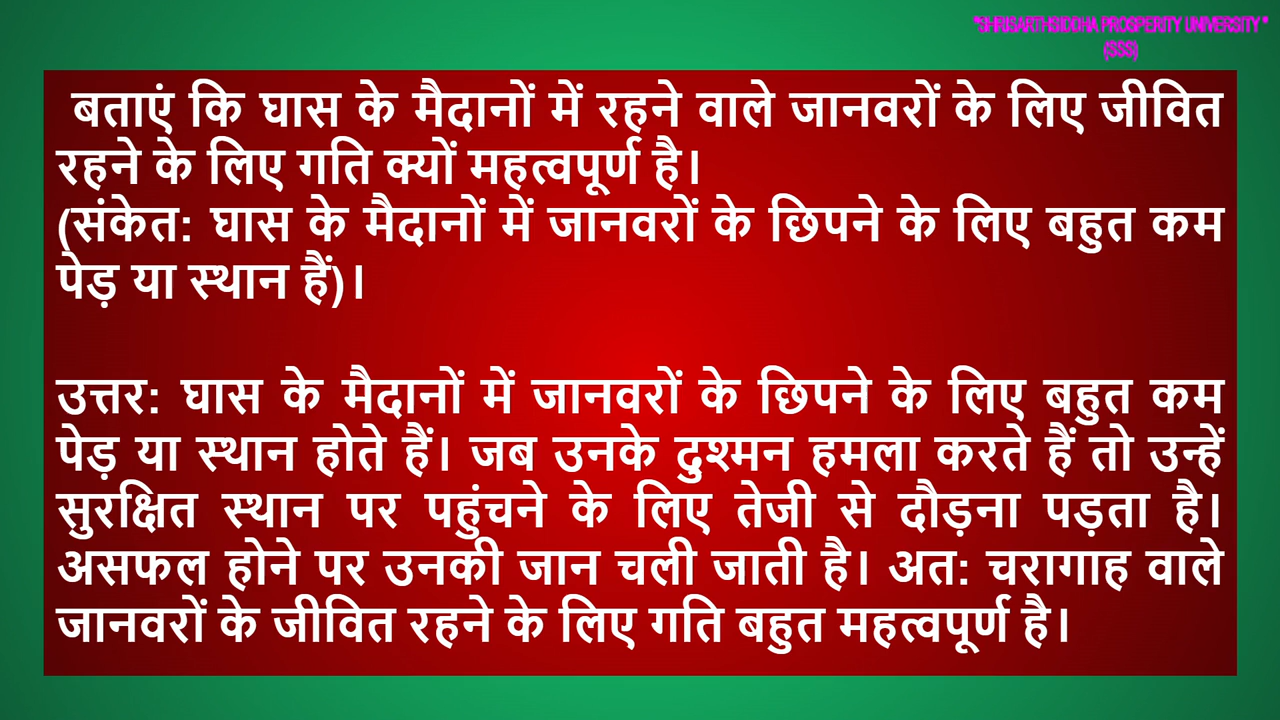 "SHRISARTHSIDDHA PROSPERITY UNIVERSITY"
(SSS)
बताएं कि घास के मैदानों में रहने वाले जानवरों के लिए जीवित
रहने के लिए गति क्यों महत्वपूर्ण है।
(संकेत: घास के मैदानों में जानवरों के छिपने के लिए बहुत कम
पेड़ या स्थान हैं)।
उत्तर: घास के मैदानों में जानवरों के छिपने के लिए बहुत कम
पेड़ या स्थान होते हैं। जब उनके दुश्मन हमला करते हैं तो उन्हें
सुरक्षित स्थान पर पहुंचने के लिए तेजी से दौड़ना पड़ता है।
असफल होने पर उनकी जान चली जाती है। अत: चरागाह वाले
जानवरों के जीवित रहने के लिए गति बहुत महत्वपूर्ण है।